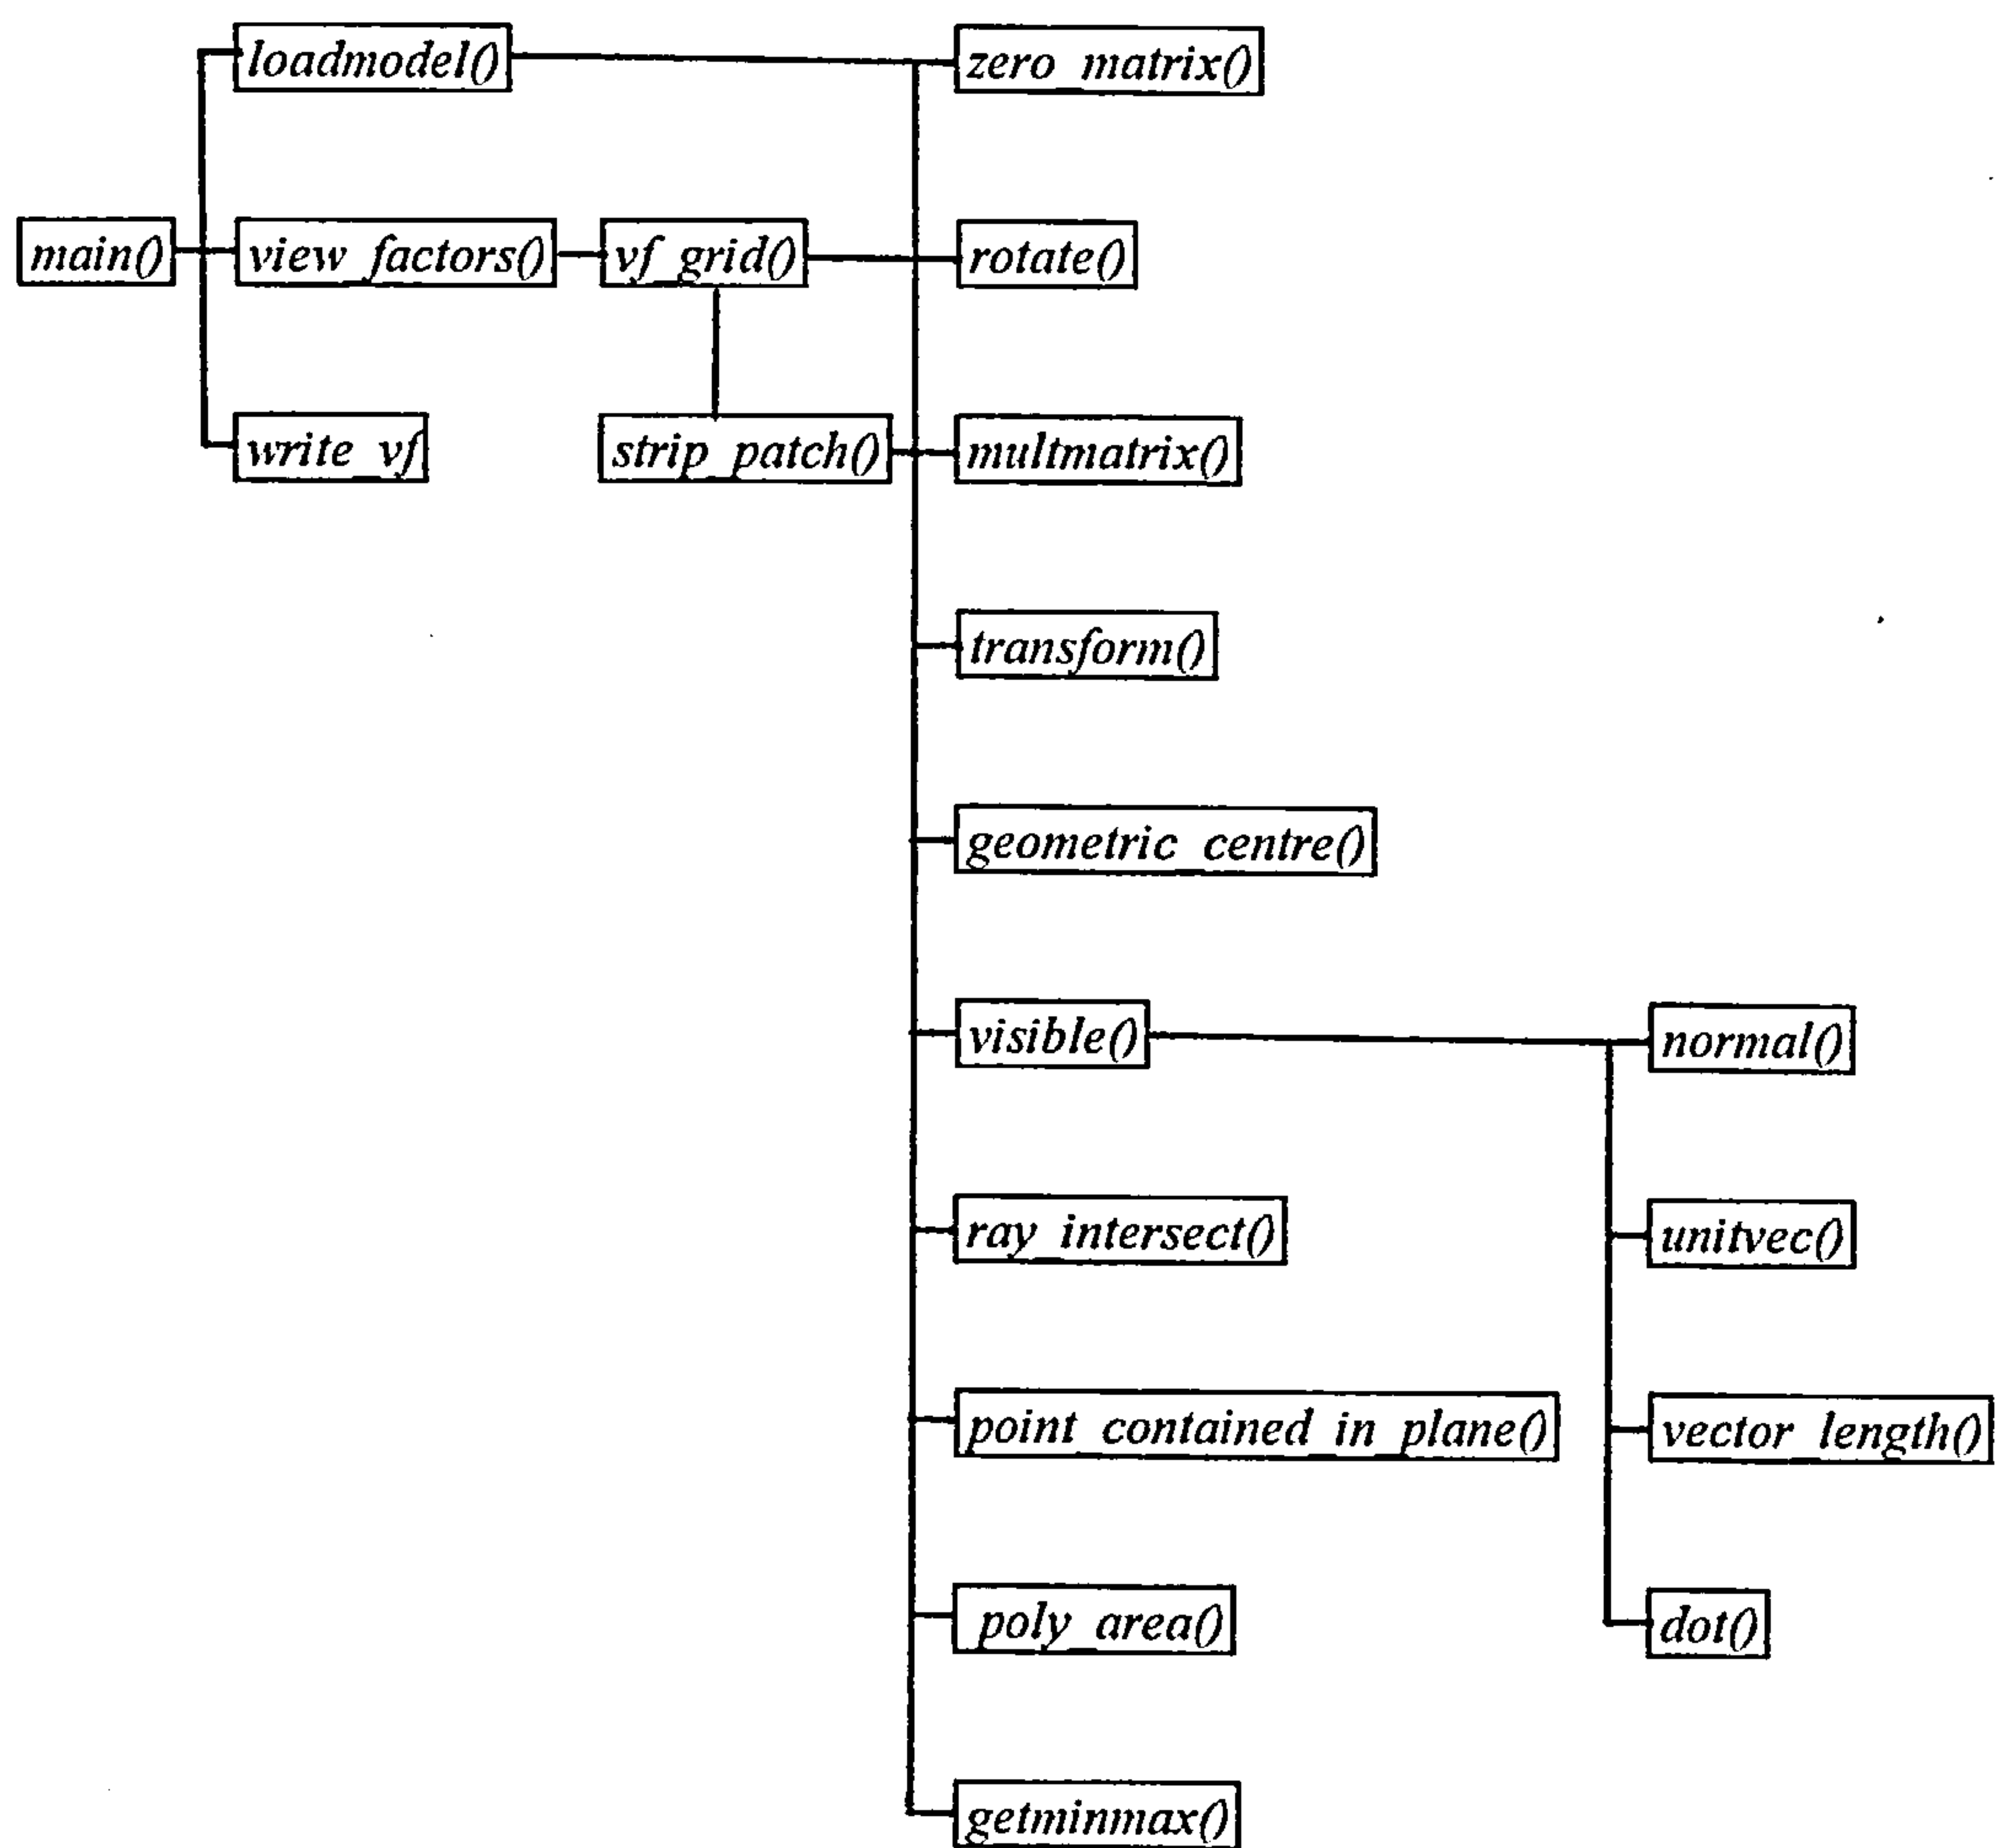 loadmodel()
zero_matrix()
main()
view_factors()
vf_grid()
rotate()
write_vf
strip_patch()
multmatrix()
transform()
geometric_centre()
visible()
normal()
ray_intersect()
unitvec()
point_contained_in_plane()
vector_length()
poly_area()
dot()
getminmax()